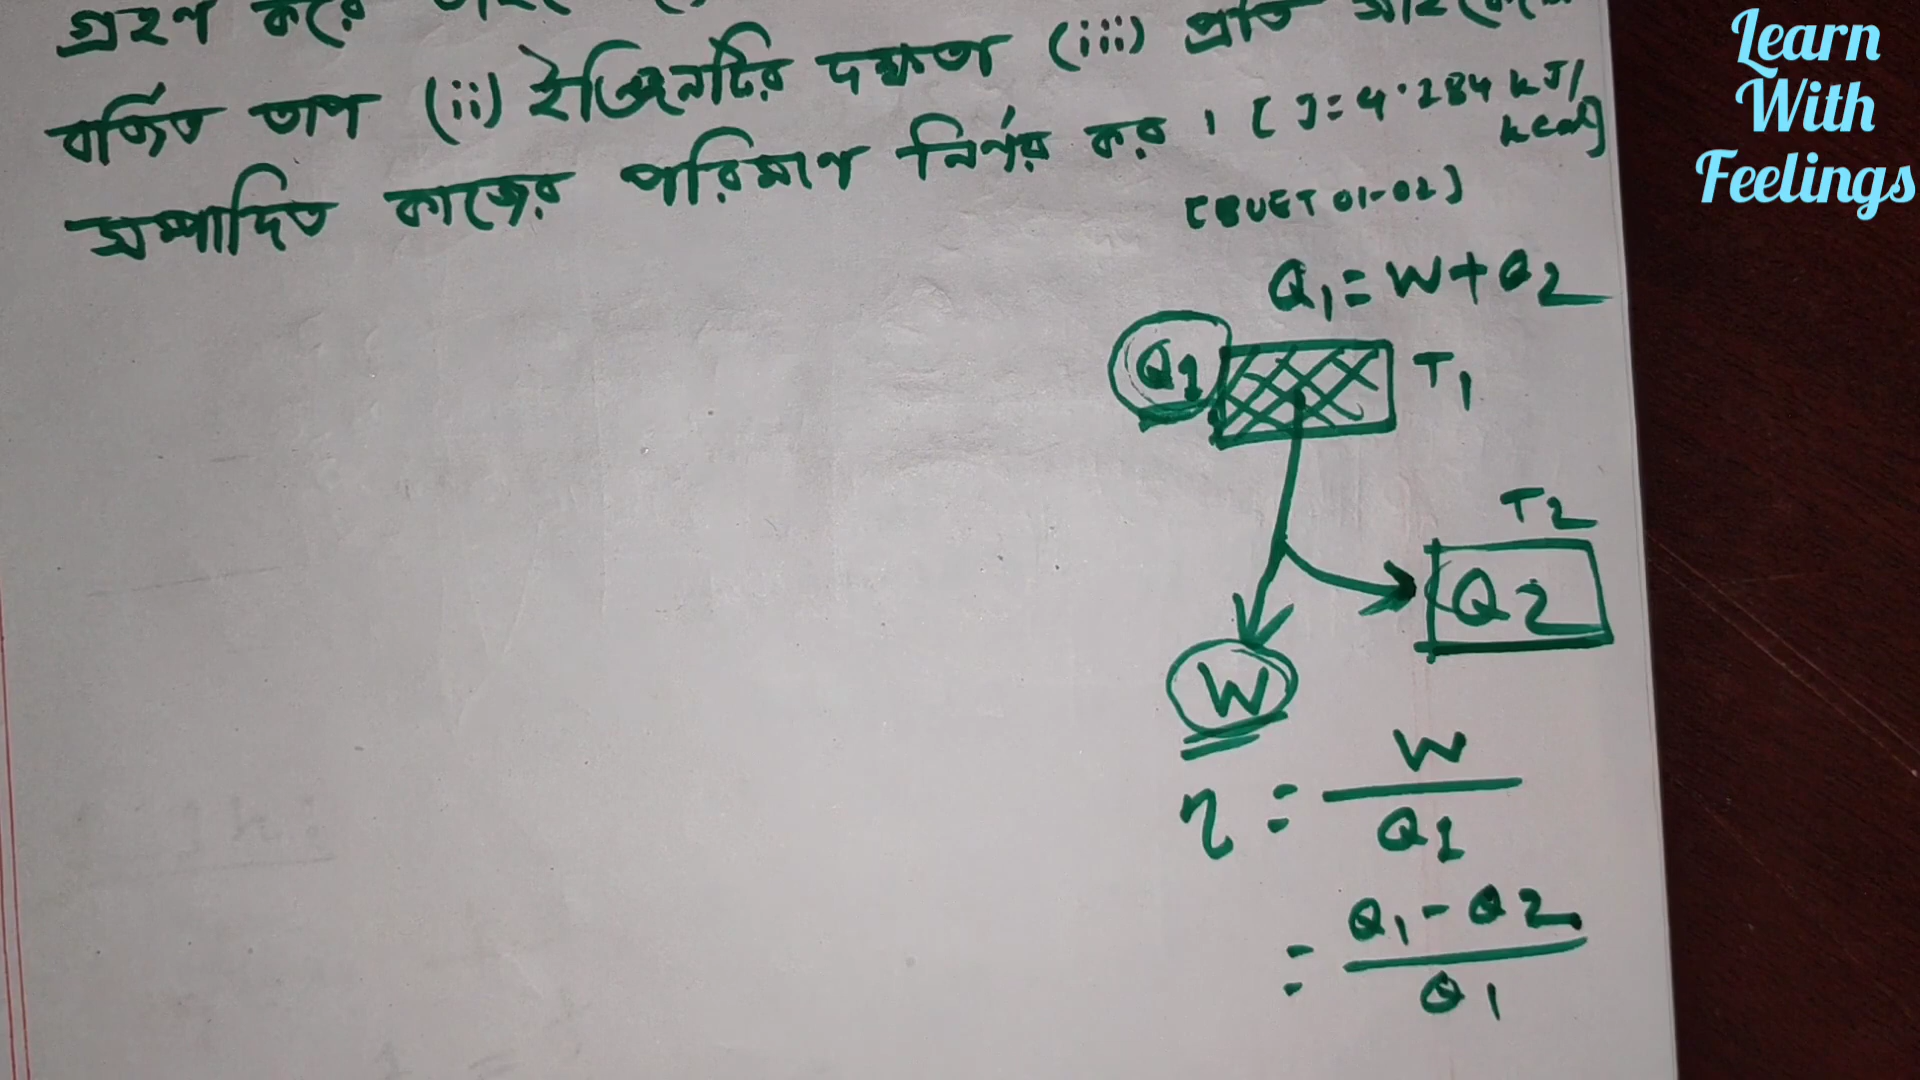 গ্রহণ করে
বর্জিত তাপ (ii) ইঞ্জিনটির দক্ষতা (iii) প্রতি
সম্পাদিত কাজের পরিমাণ নির্ণয় কর । [J=4.184 kJ/
kcal]
[BUET 01-02]
Q₁ = W + Q₂
Q1
T₁
T2
Q2
W
η = W / Q1
= Q₁ - Q2 / Q₁
Learn
With
Feelings